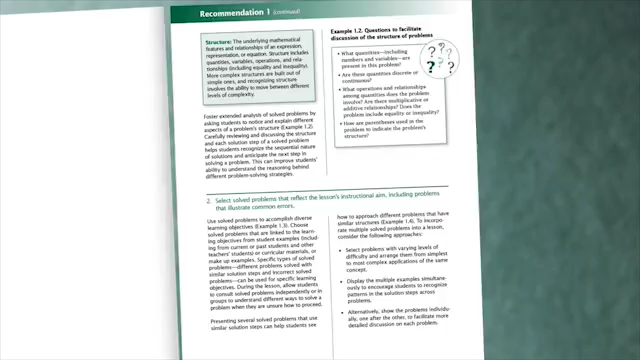 Recommendation 1 (continued)
Structure: The underlying mathematical
features and relationships of an expression,
representation, or equation. Structure includes
quantities, variables, operations, and rela-
tionships (including equality and inequality).
More complex structures are built out of
simple ones, and recognizing structure
involves the ability to move between different
levels of complexity.
Foster extended analysis of solved problems by
asking students to notice and explain different
aspects of a problem's structure (Example 1.2)
Carefully reviewing and discussing the structure
and each solution step of a solved problem
helps students recognize the sequential nature
of solutions and anticipate the next step in
solving a problem. This can improve students'
ability to understand the reasoning behind
different problem-solving strategies.
Example 1.2. Questions to facilitate
discussion of the structure of problems
• What quantities—including
numbers and variables—are
present in this problem?
• Are these quantities discrete or
continuous?
• What operations and relationships
among quantities does the problem
involve? Are there multiplicative or
additive relationships? Does the
problem include equality or inequality?
• How are parentheses used in the
problem to indicate the problem's
structure?
? ? ? ? ? ? ?
2. Select solved problems that reflect the lesson's instructional aim, including problems
that illustrate common errors.
Use solved problems to accomplish diverse
learning objectives (Example 1.3). Choose
solved problems that are linked to the learn-
ing objectives from student examples (includ-
ing from current or past students and other
teachers' students) or curricular materials, or
make up examples. Specific types of solved
problems—different problems solved with
similar solution steps and incorrect solved
problems—can be used for specific learning
objectives. During the lesson, allow students
to consult solved problems independently or in
groups to understand different ways to solve a
problem when they are unsure how to proceed.
Presenting several solved problems that use
similar solution steps can help students see
how to approach different problems that have
similar structures (Example 1.4). To incorpo-
rate multiple solved problems into a lesson,
consider the following approaches:
• Select problems with varying levels of
difficulty and arrange them from simplest
to most complex applications of the same
concept.
• Display the multiple examples simultane-
ously to encourage students to recognize
patterns in the solution steps across
problems.
• Alternatively, show the problems individu-
ally, one after the other, to facilitate more
detailed discussion on each problem.